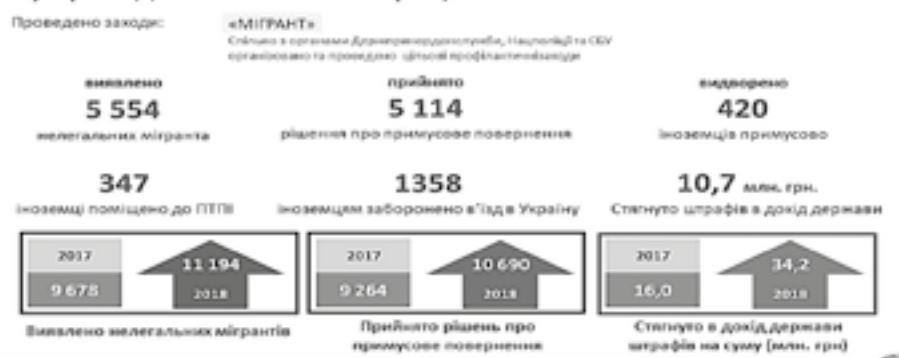 Проведено заходи:
«МІГРАНТ»
Спільно з органами Держприкордонслужби, Нацполіції та СБУ
організовано та проведено цільові профілактичні заходи
виявлено
5 554
нелегальних мігранта
прийнято
5 114
рішення про примусове повернення
видворено
420
іноземців примусово
347
іноземці поміщено до ПТПІ
1358
іноземцям заборонено в'їзд в Україну
10,7 млн. грн.
Стягнуто штрафів в дохід держави
2017
9 678
11 194
2018
Виявлено нелегальних мігрантів
2017
9 264
10 690
2018
Прийнято рішень про
примусове повернення
2017
16,0
34,2
2018
Стягнуто в дохід держави
штрафів на суму (млн. грн)